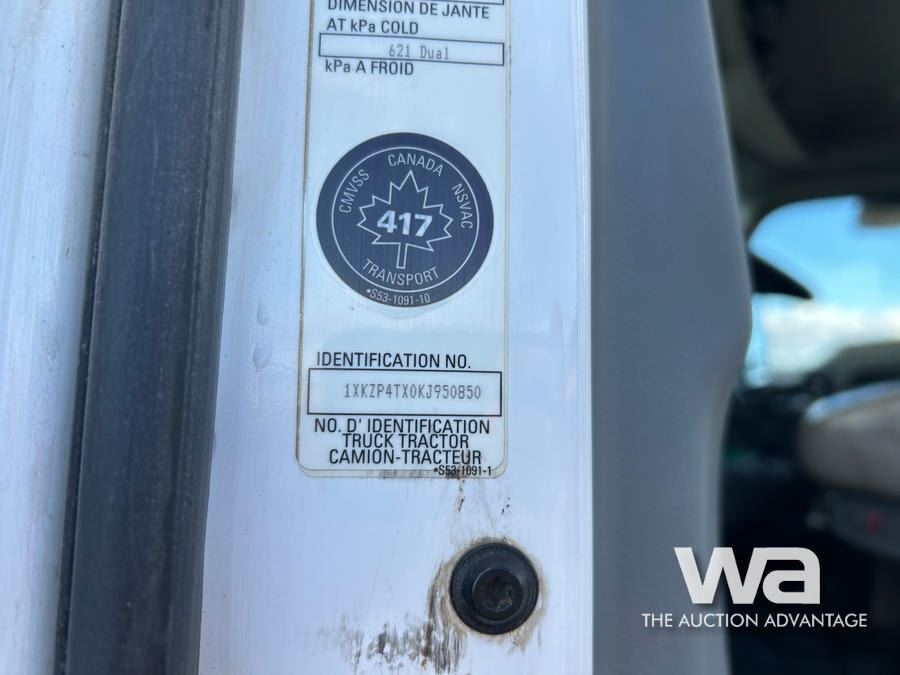 DIMENSION DE JANTE
AT kPa COLD
621 Dual
kPa A FROID
CMVSS CANADA NSVAC
417
TRANSPORT
•S53-1091-10
IDENTIFICATION NO.
1XKZP4TX0KJ950850
NO. D' IDENTIFICATION
TRUCK TRACTOR
CAMION-TRACTEUR
•S53-1091-1
wa
THE AUCTION ADVANTAGE